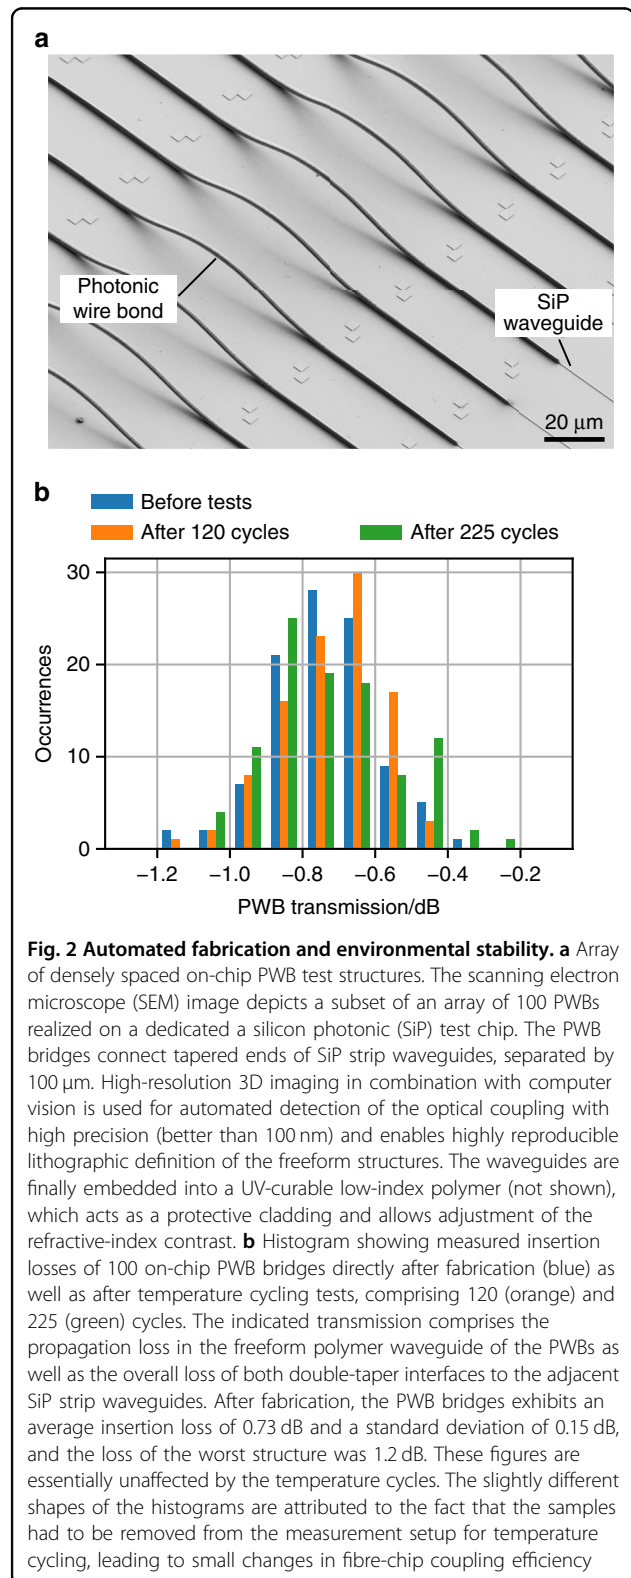 a
Photonic
wire bond
SiP
waveguide
20 μm
b
Before tests
After 120 cycles
After 225 cycles
30
20
10
0
Occurrences
−1.2
−1.0
−0.8
−0.6
−0.4
−0.2
PWB transmission/dB
Fig. 2 Automated fabrication and environmental stability. a Array
of densely spaced on-chip PWB test structures. The scanning electron
microscope (SEM) image depicts a subset of an array of 100 PWBs
realized on a dedicated a silicon photonic (SiP) test chip. The PWB
bridges connect tapered ends of SiP strip waveguides, separated by
100 μm. High-resolution 3D imaging in combination with computer
vision is used for automated detection of the optical coupling with
high precision (better than 100 nm) and enables highly reproducible
lithographic definition of the freeform structures. The waveguides are
finally embedded into a UV-curable low-index polymer (not shown),
which acts as a protective cladding and allows adjustment of the
refractive-index contrast. b Histogram showing measured insertion
losses of 100 on-chip PWB bridges directly after fabrication (blue) as
well as after temperature cycling tests, comprising 120 (orange) and
225 (green) cycles. The indicated transmission comprises the
propagation loss in the freeform polymer waveguide of the PWBs as
well as the overall loss of both double-taper interfaces to the adjacent
SiP strip waveguides. After fabrication, the PWB bridges exhibits an
average insertion loss of 0.73 dB and a standard deviation of 0.15 dB,
and the loss of the worst structure was 1.2 dB. These figures are
essentially unaffected by the temperature cycles. The slightly different
shapes of the histograms are attributed to the fact that the samples
had to be removed from the measurement setup for temperature
cycling, leading to small changes in fibre-chip coupling efficiency